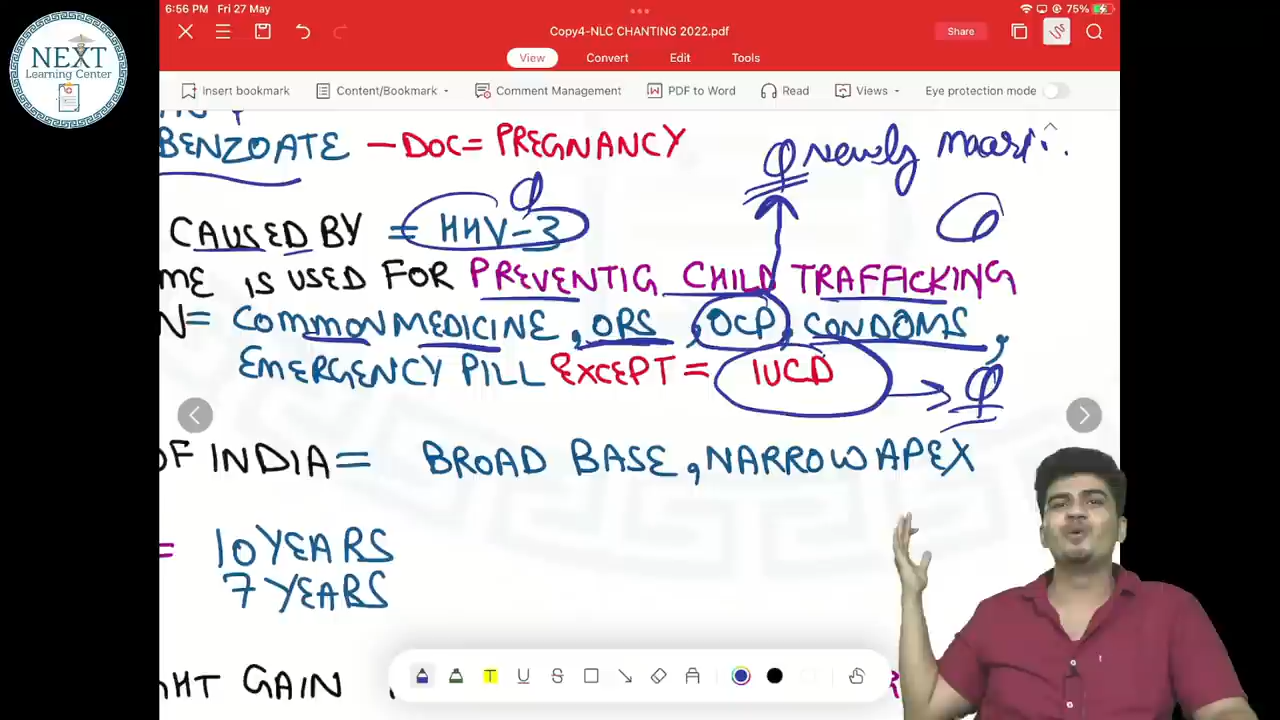 6:56 PM Fri 27 May
75%
NEXT
Learning Center
Copy4-NLC CHANTING 2022.pdf
Share
View Convert Edit Tools
Insert bookmark Content/Bookmark Comment Management PDF to Word Read Views Eye protection mode
BENZOATE - DOC= PREGNANCY
newly
CAUSED BY = HHV-3
ME IS USED FOR PREVENTIG CHILD TRAFFICKING
N= COMMON MEDICINE, ORS, OCP, CONDOMS,
EMERGENCY PILL EXCEPT = IUCD
OF INDIA= BROAD BASE, NARROW APEX
= 10 YEARS
7 YEARS
HT GAIN